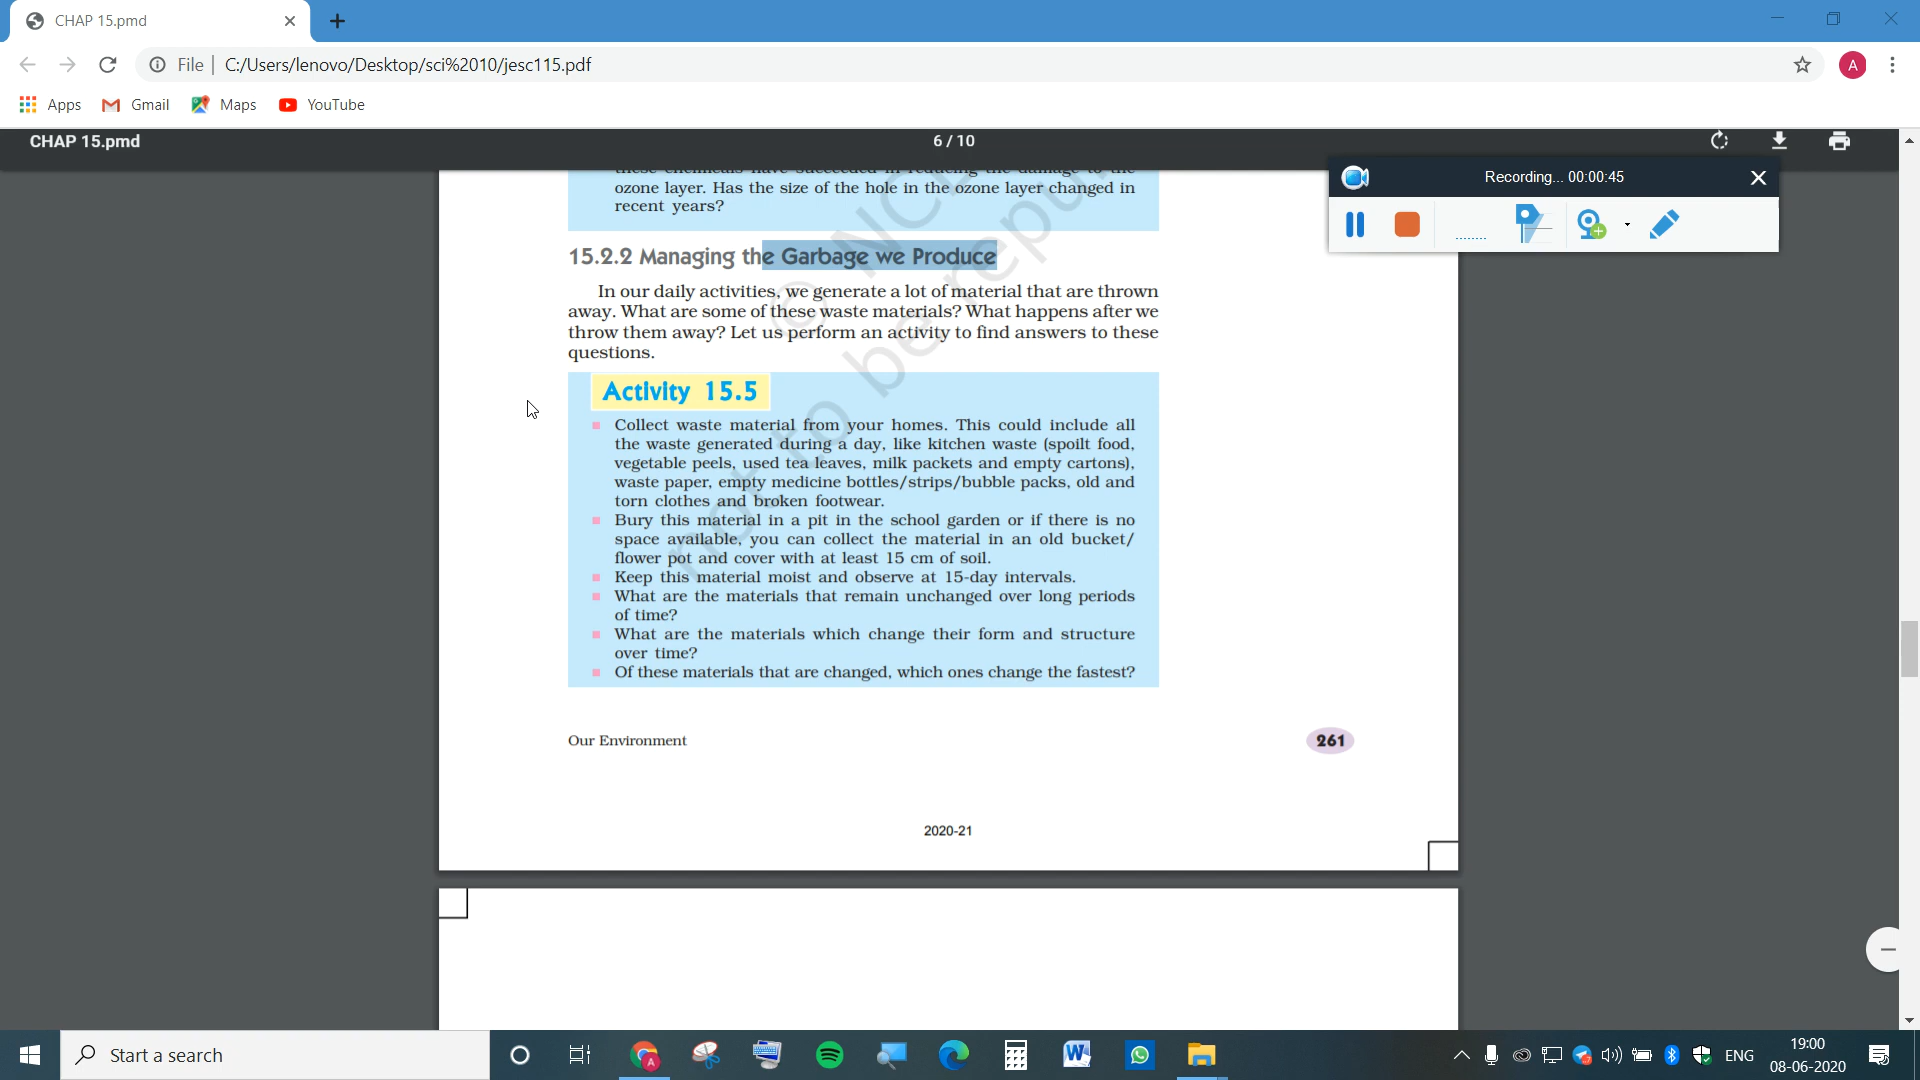 CHAP 15.pmd
File C:/Users/lenovo/Desktop/sci%2010/jesc115.pdf
A
Apps Gmail Maps YouTube
CHAP 15.pmd 6 / 10
Recording... 00:00:45
these chemicals have succeeded in reducing the damage to the
ozone layer. Has the size of the hole in the ozone layer changed in
recent years?
15.2.2 Managing the Garbage we Produce
In our daily activities, we generate a lot of material that are thrown
away. What are some of these waste materials? What happens after we
throw them away? Let us perform an activity to find answers to these
questions.
Activity 15.5
Collect waste material from your homes. This could include all
the waste generated during a day, like kitchen waste (spoilt food,
vegetable peels, used tea leaves, milk packets and empty cartons),
waste paper, empty medicine bottles/strips/bubble packs, old and
torn clothes and broken footwear.
Bury this material in a pit in the school garden or if there is no
space available, you can collect the material in an old bucket/
flower pot and cover with at least 15 cm of soil.
Keep this material moist and observe at 15-day intervals.
What are the materials that remain unchanged over long periods
of time?
What are the materials which change their form and structure
over time?
Of these materials that are changed, which ones change the fastest?
© NCE
not to be repu
Our Environment 261
2020-21
Start a search
A
W
ENG
19:00
08-06-2020